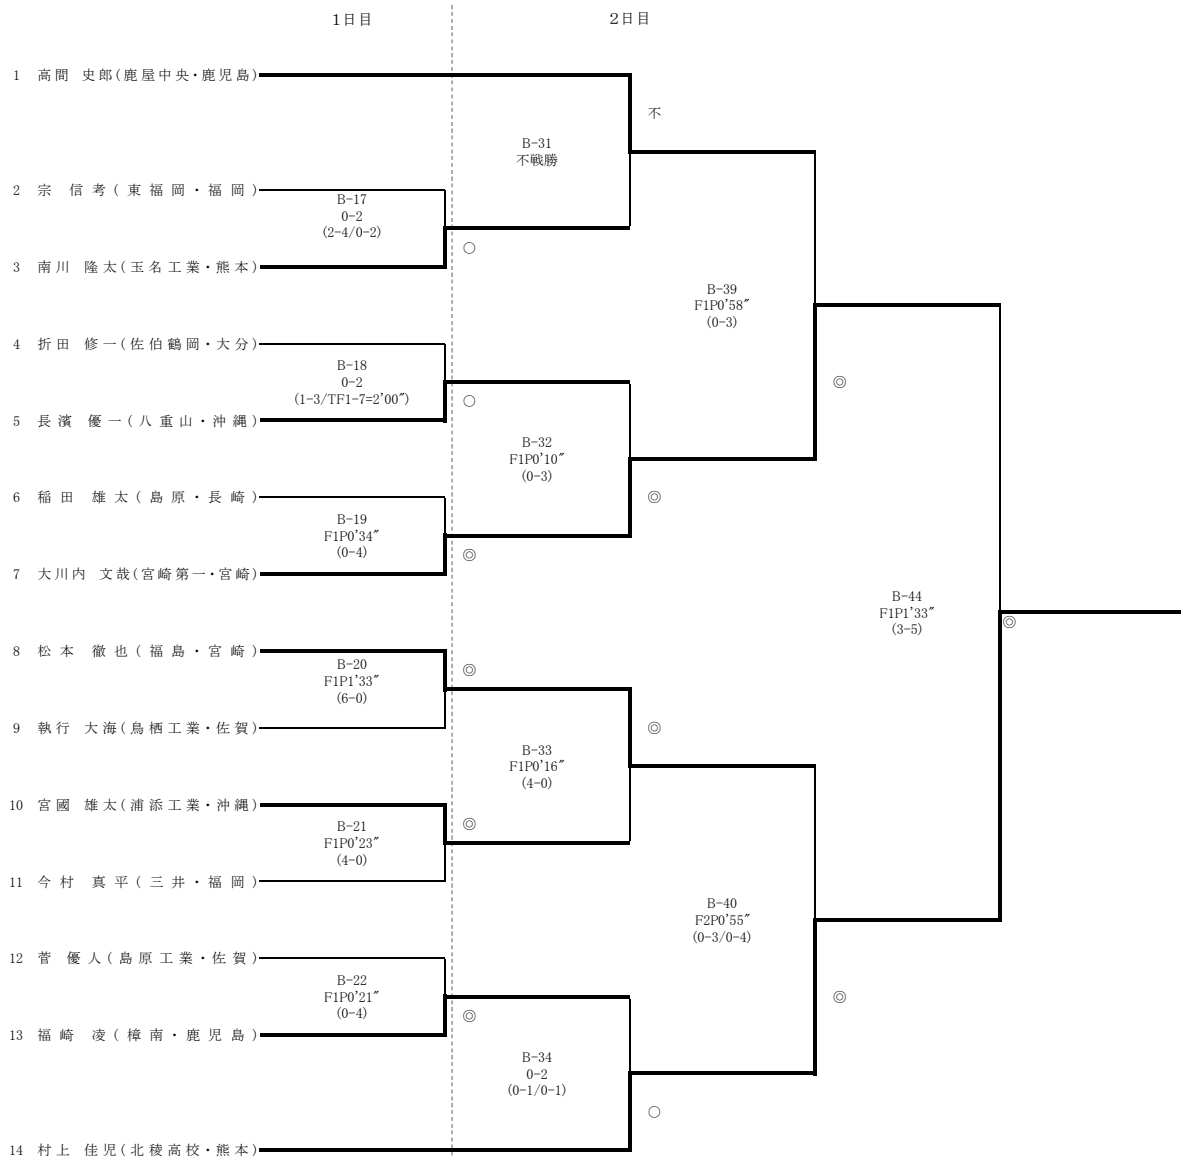 1日目
2日目
1 高間 史郎(鹿屋中央・鹿児島)
不
B-31
不戦勝
2 宗 信考(東福岡・福岡)
B-17
0-2
(2-4/0-2)
○
3 南川 隆太(玉名工業・熊本)
B-39
F1P0'58"
(0-3)
4 折田 修一(佐伯鶴岡・大分)
B-18
0-2
(1-3/TF1-7=2'00")
◎
○
5 長濱 優一(八重山・沖縄)
B-32
F1P0'10"
(0-3)
6 稲田 雄太(島原・長崎)
◎
B-19
F1P0'34"
(0-4)
◎
7 大川内 文哉(宮崎第一・宮崎)
B-44
F1P1'33"
(3-5)
◎
8 松本 徹也(福島・宮崎)
B-20
F1P1'33"
(6-0)
◎
9 執行 大海(鳥栖工業・佐賀)
◎
B-33
F1P0'16"
(4-0)
10 宮國 雄太(浦添工業・沖縄)
B-21
F1P0'23"
(4-0)
◎
11 今村 真平(三井・福岡)
B-40
F2P0'55"
(0-3/0-4)
12 菅 優人(島原工業・佐賀)
B-22
F1P0'21"
(0-4)
◎
◎
13 福崎 凌(樟南・鹿児島)
B-34
0-2
(0-1/0-1)
○
14 村上 佳児(北稜高校・熊本)